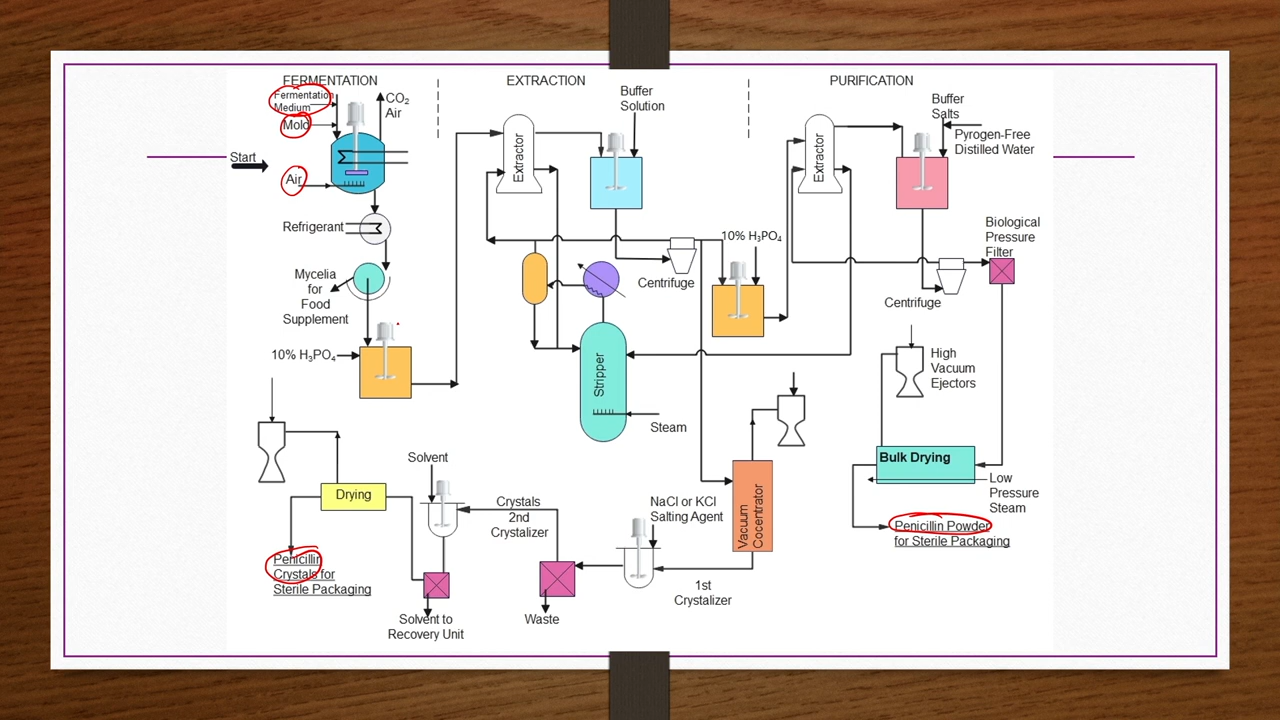 FERMENTATION
EXTRACTION
PURIFICATION
Fermentation
Medium
CO₂
Air
Mold
Start
Air
Refrigerant
Mycelia
for
Food
Supplement
10% H₃PO₄
Extractor
Buffer
Solution
Centrifuge
Stripper
Steam
10% H₃PO₄
Extractor
Buffer
Salts
Pyrogen-Free
Distilled Water
Biological
Pressure
Filter
Centrifuge
High
Vacuum
Ejectors
Bulk Drying
Low
Pressure
Steam
Penicillin Powder
for Sterile Packaging
Vacuum
Cocentrator
NaCl or KCl
Salting Agent
1st
Crystalizer
Crystals
2nd
Crystalizer
Waste
Solvent
Solvent to
Recovery Unit
Drying
Penicillin
Crystals for
Sterile Packaging